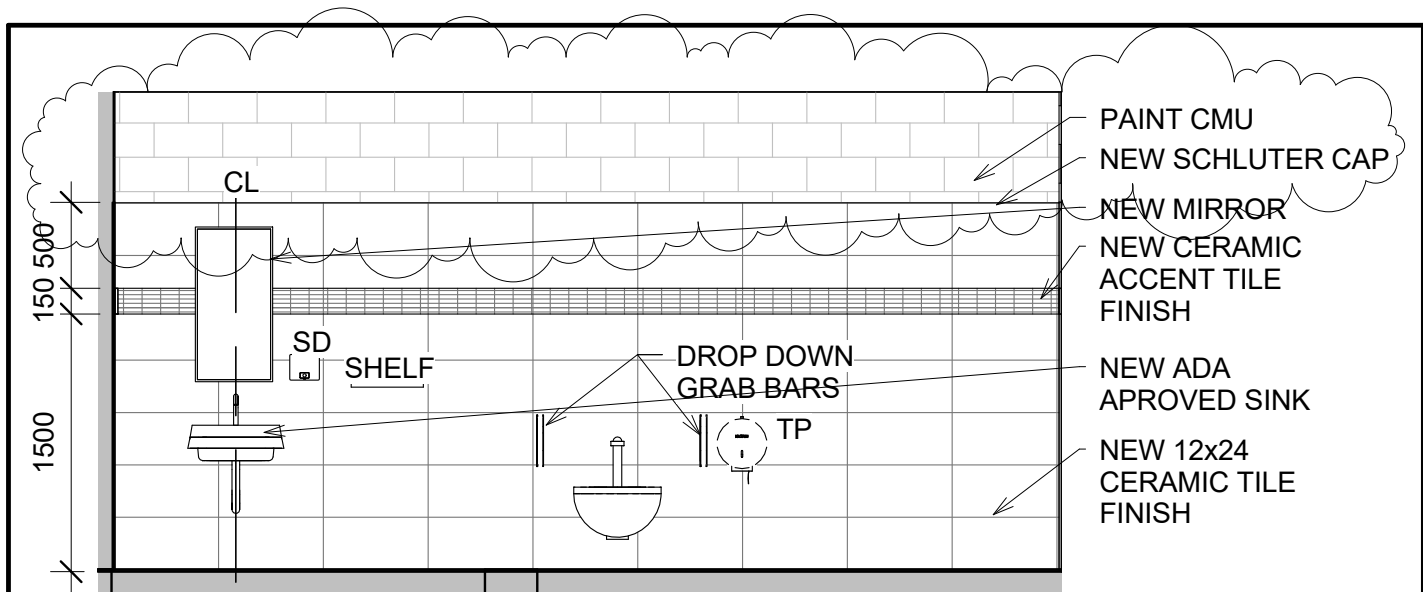 PAINT CMU
NEW SCHLUTER CAP
CL
NEW MIRROR
500
NEW CERAMIC
ACCENT TILE
FINISH
150
SD
SHELF
DROP DOWN
GRAB BARS
NEW ADA
APROVED SINK
TP
1500
NEW 12x24
CERAMIC TILE
FINISH